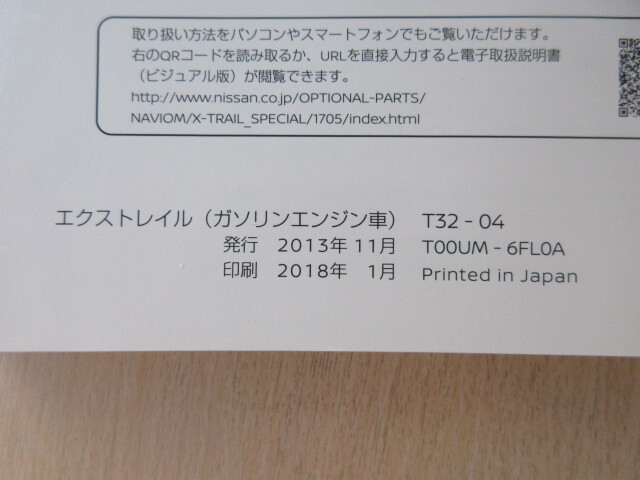 取り扱い方法をパソコンやスマートフォンでもご覧いただけます。
右のQRコードを読み取るか、URLを直接入力すると電子取扱説明書
（ビジュアル版）が閲覧できます。
http://www.nissan.co.jp/OPTIONAL-PARTS/
NAVIOM/X-TRAIL_SPECIAL/1705/index.html
エクストレイル（ガソリンエンジン車） T32－04
発行 2013年 11月 T00UM－6FL0A
印刷 2018年 1月 Printed in Japan